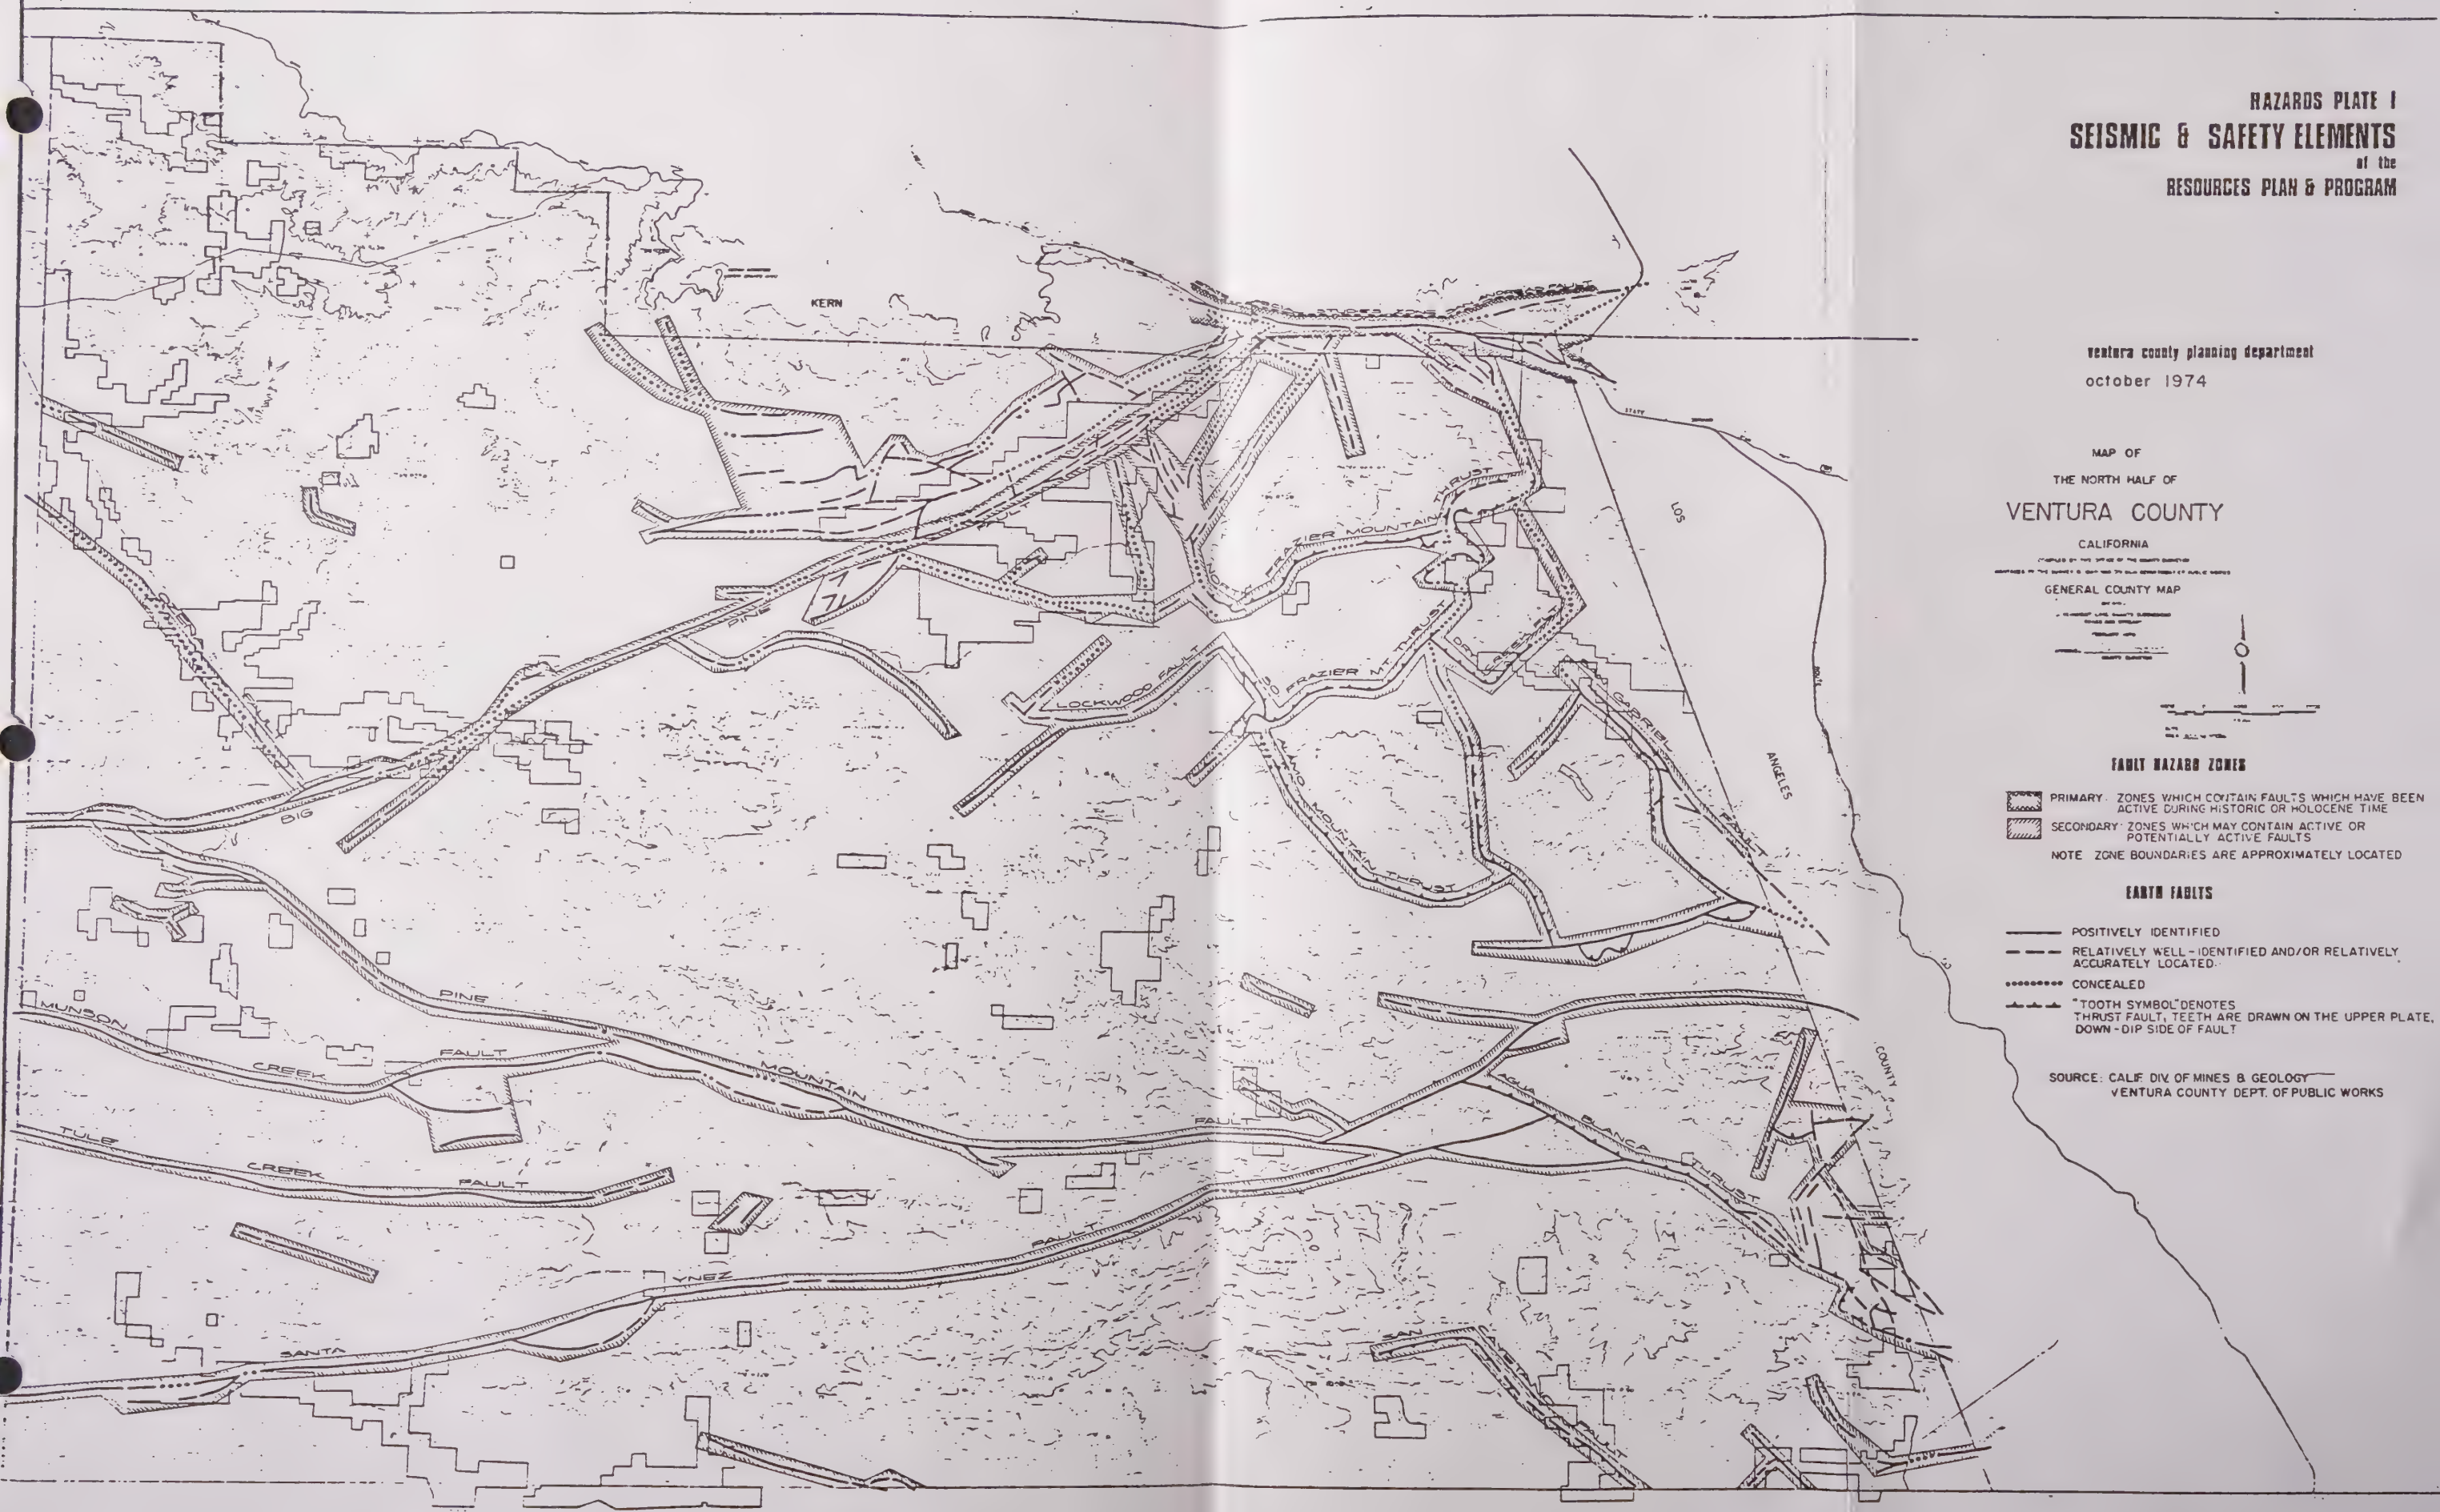 HAZARDS PLATE I
SEISMIC & SAFETY ELEMENTS
of the
RESOURCES PLAN & PROGRAM
ventura county planning department
october 1974
MAP OF
THE NORTH HALF OF
VENTURA COUNTY
CALIFORNIA
GENERAL COUNTY MAP
FAULT HAZARD ZONES
PRIMARY: ZONES WHICH CONTAIN FAULTS WHICH HAVE BEEN
ACTIVE DURING HISTORIC OR HOLOCENE TIME
SECONDARY: ZONES WHICH MAY CONTAIN ACTIVE OR
POTENTIALLY ACTIVE FAULTS
NOTE ZONE BOUNDARIES ARE APPROXIMATELY LOCATED
EARTH FAULTS
POSITIVELY IDENTIFIED
RELATIVELY WELL-IDENTIFIED AND/OR RELATIVELY
ACCURATELY LOCATED.
CONCEALED
"TOOTH SYMBOL" DENOTES
THRUST FAULT, TEETH ARE DRAWN ON THE UPPER PLATE,
DOWN-DIP SIDE OF FAULT
SOURCE: CALIF. DIV. OF MINES & GEOLOGY
VENTURA COUNTY DEPT. OF PUBLIC WORKS
KERN
LOS
ANGELES
COUNTY
STATE
FRAZIER MOUNTAIN THRUST
SO. FRAZIER MT. THRUST
LOCKWOOD FAULT
DRY CREEK
GABRIEL
FAULT
MOUNTAIN THRUST
BIG
PINE
PINE
MOUNTAIN
FAULT
MUNSON
CREEK
FAULT
TULE
CREEK
FAULT
AGUA
BLANCA
THRUST
SANTA
YNEZ
FAULT
SAN